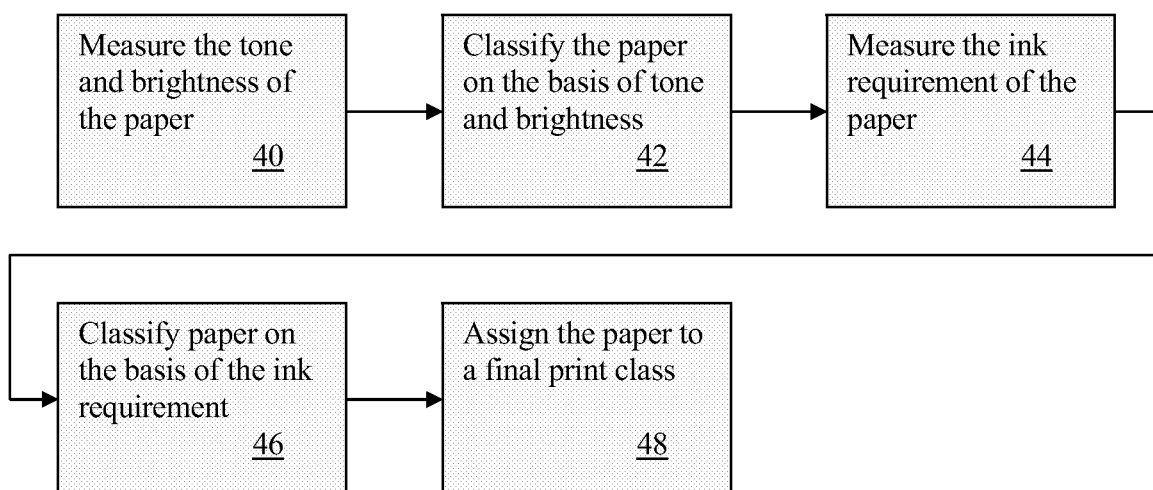 Measure the tone
and brightness of
the paper
40
Classify the paper
on the basis of tone
and brightness
42
Measure the ink
requirement of the
paper
44
Classify paper on
the basis of the ink
requirement
46
Assign the paper to
a final print class
48